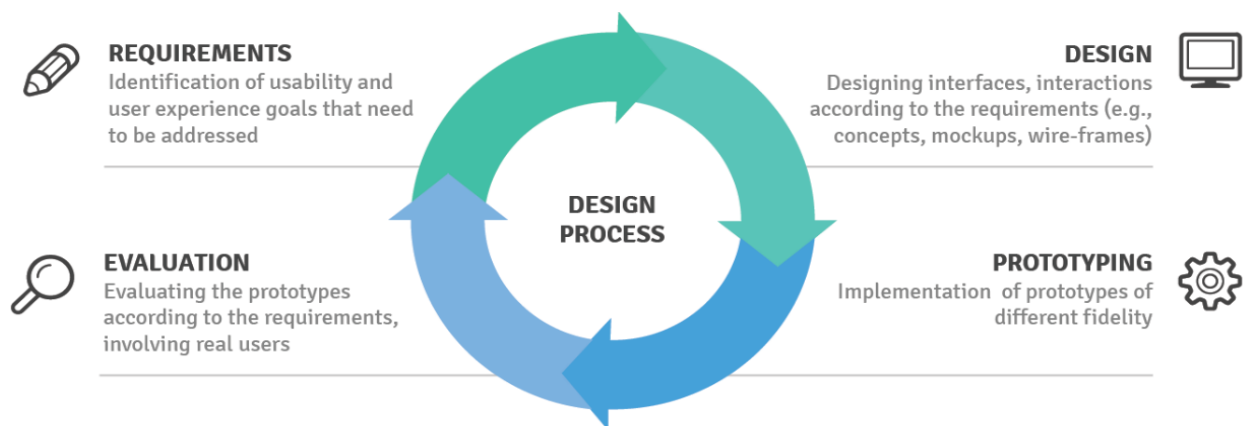 REQUIREMENTS
Identification of usability and
user experience goals that need
to be addressed
DESIGN
Designing interfaces, interactions
according to the requirements (e.g.,
concepts, mockups, wire-frames)
DESIGN
PROCESS
EVALUATION
Evaluating the prototypes
according to the requirements,
involving real users
PROTOTYPING
Implementation of prototypes of
different fidelity